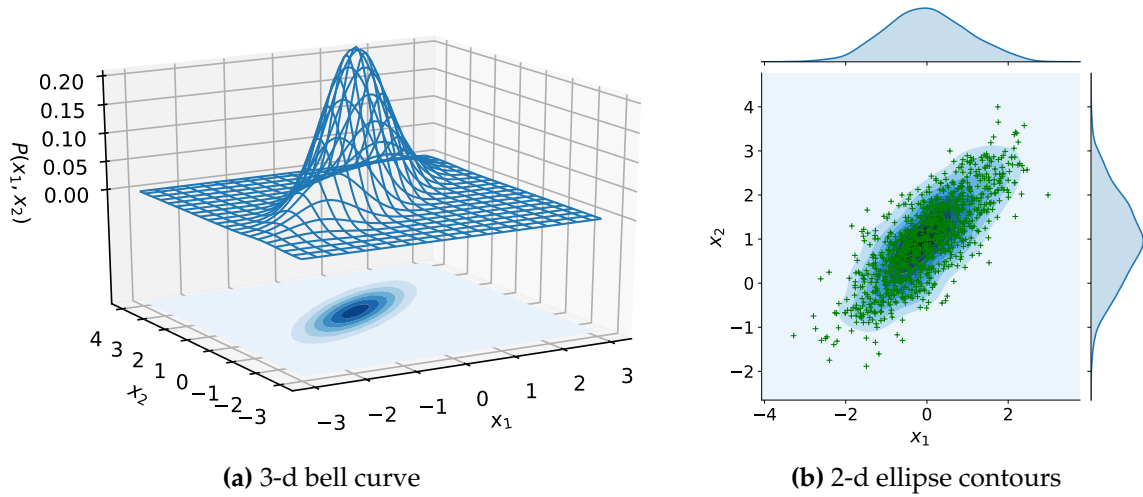 0.20
0.15
0.10
0.05
0.00
P(x₁, x₂)
4 3 2 1 0 −1 −2 −3
x₂
−3 −2 −1 0 1 2 3
x₁
(a) 3-d bell curve
4
3
2
1
0
−1
−2
x₂
−4 −2 0 2
x₁
(b) 2-d ellipse contours